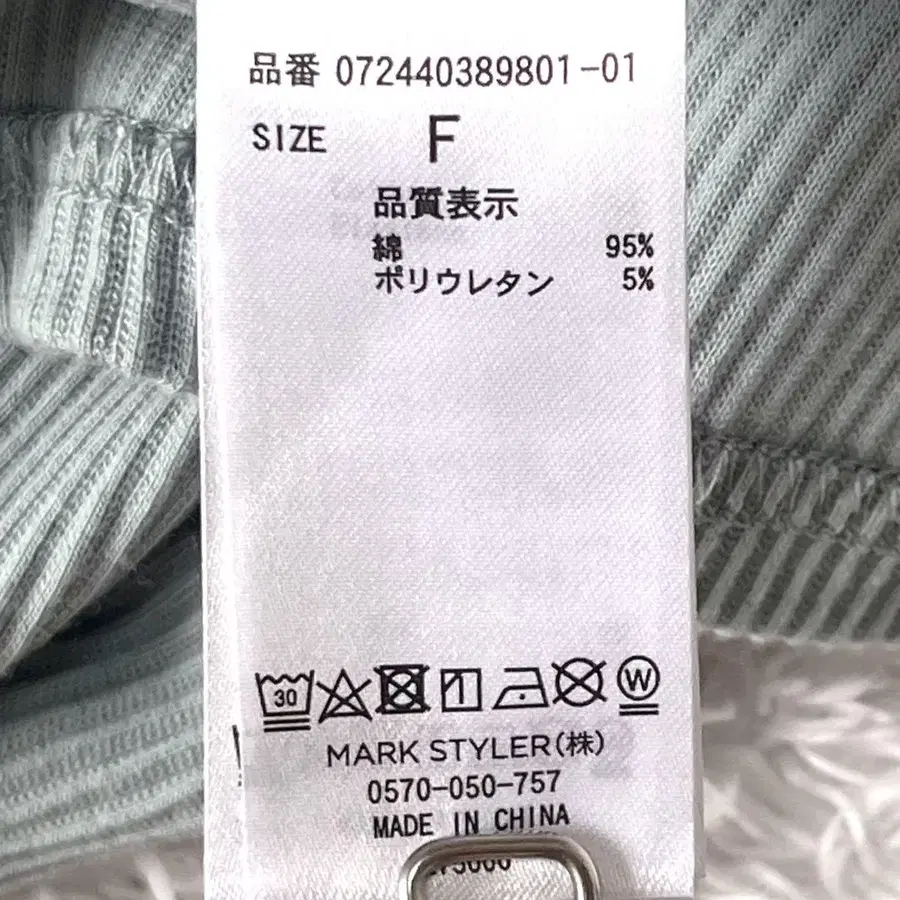 品番 072440389801-01
SIZE F
品質表示
綿 95%
ポリウレタン 5%
30 W
MARK STYLER(株)
0570-050-757
MADE IN CHINA